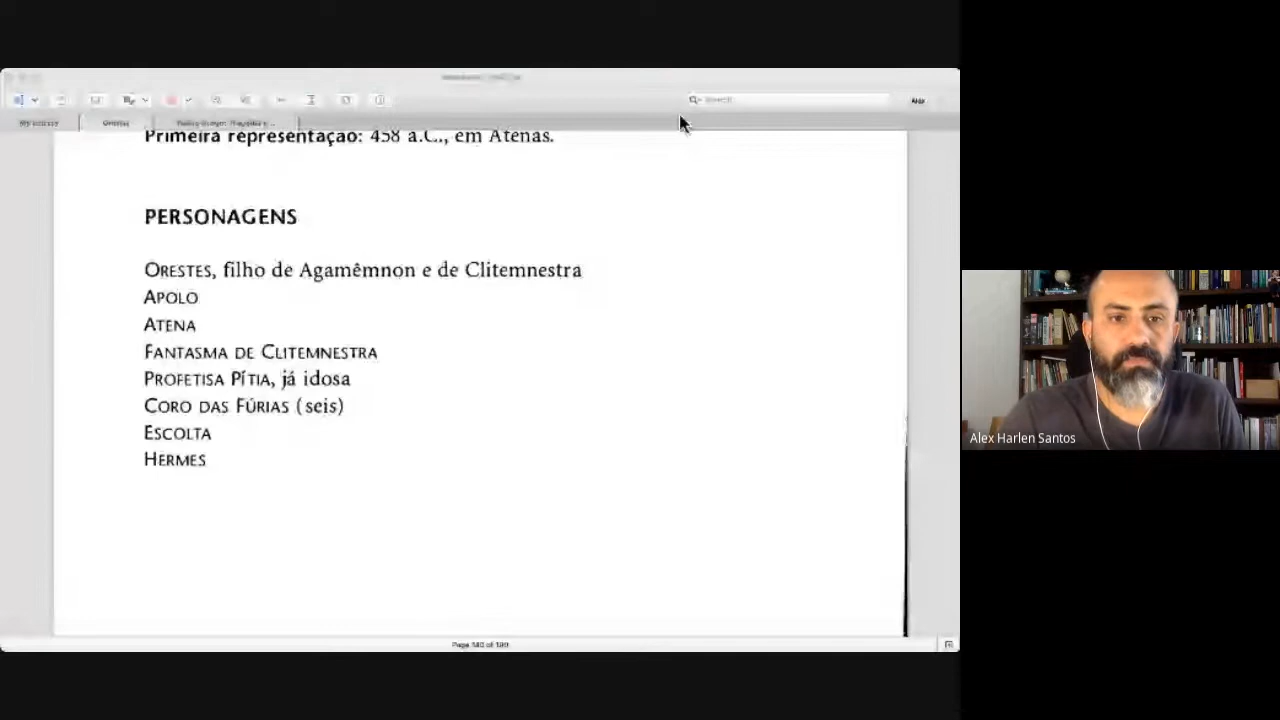 Search
Primeira representação: 458 a.C., em Atenas.
PERSONAGENS
ORESTES, filho de Agamêmnon e de Clitemnestra
APOLO
ATENA
FANTASMA DE CLITEMNESTRA
PROFETISA PÍTIA, já idosa
CORO DAS FÚRIAS (seis)
ESCOLTA
HERMES
Alex Harlen Santos